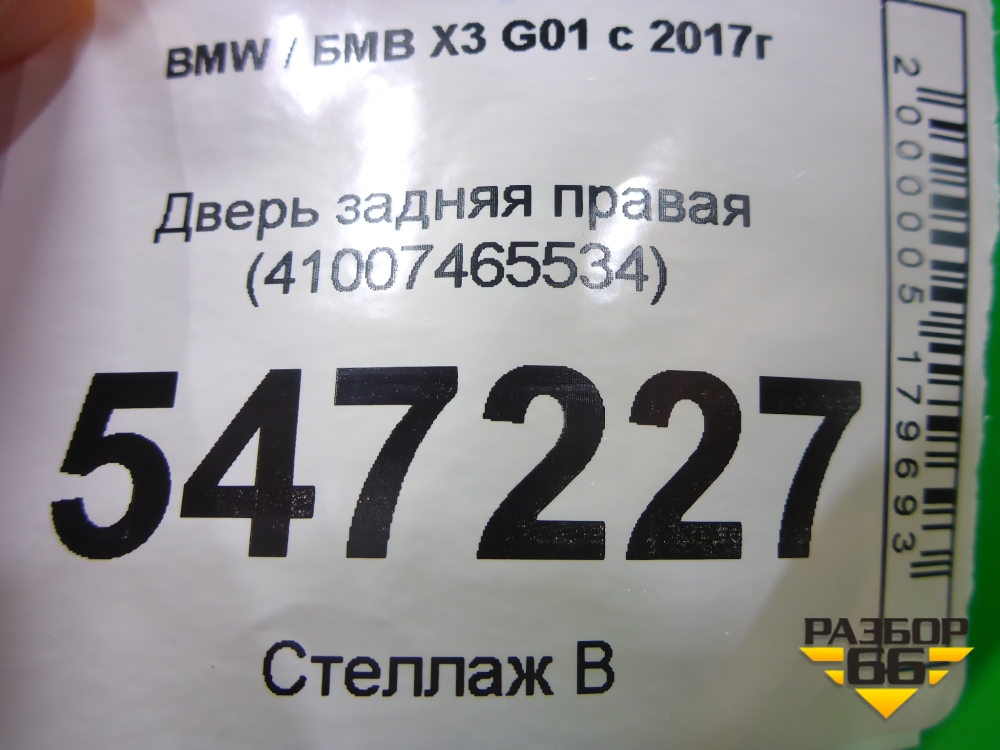 BMW / БМВ X3 G01 с 2017г
Дверь задняя правая
(41007465534)
547227
Стеллаж В
2000005179693
РАЗБОР
66